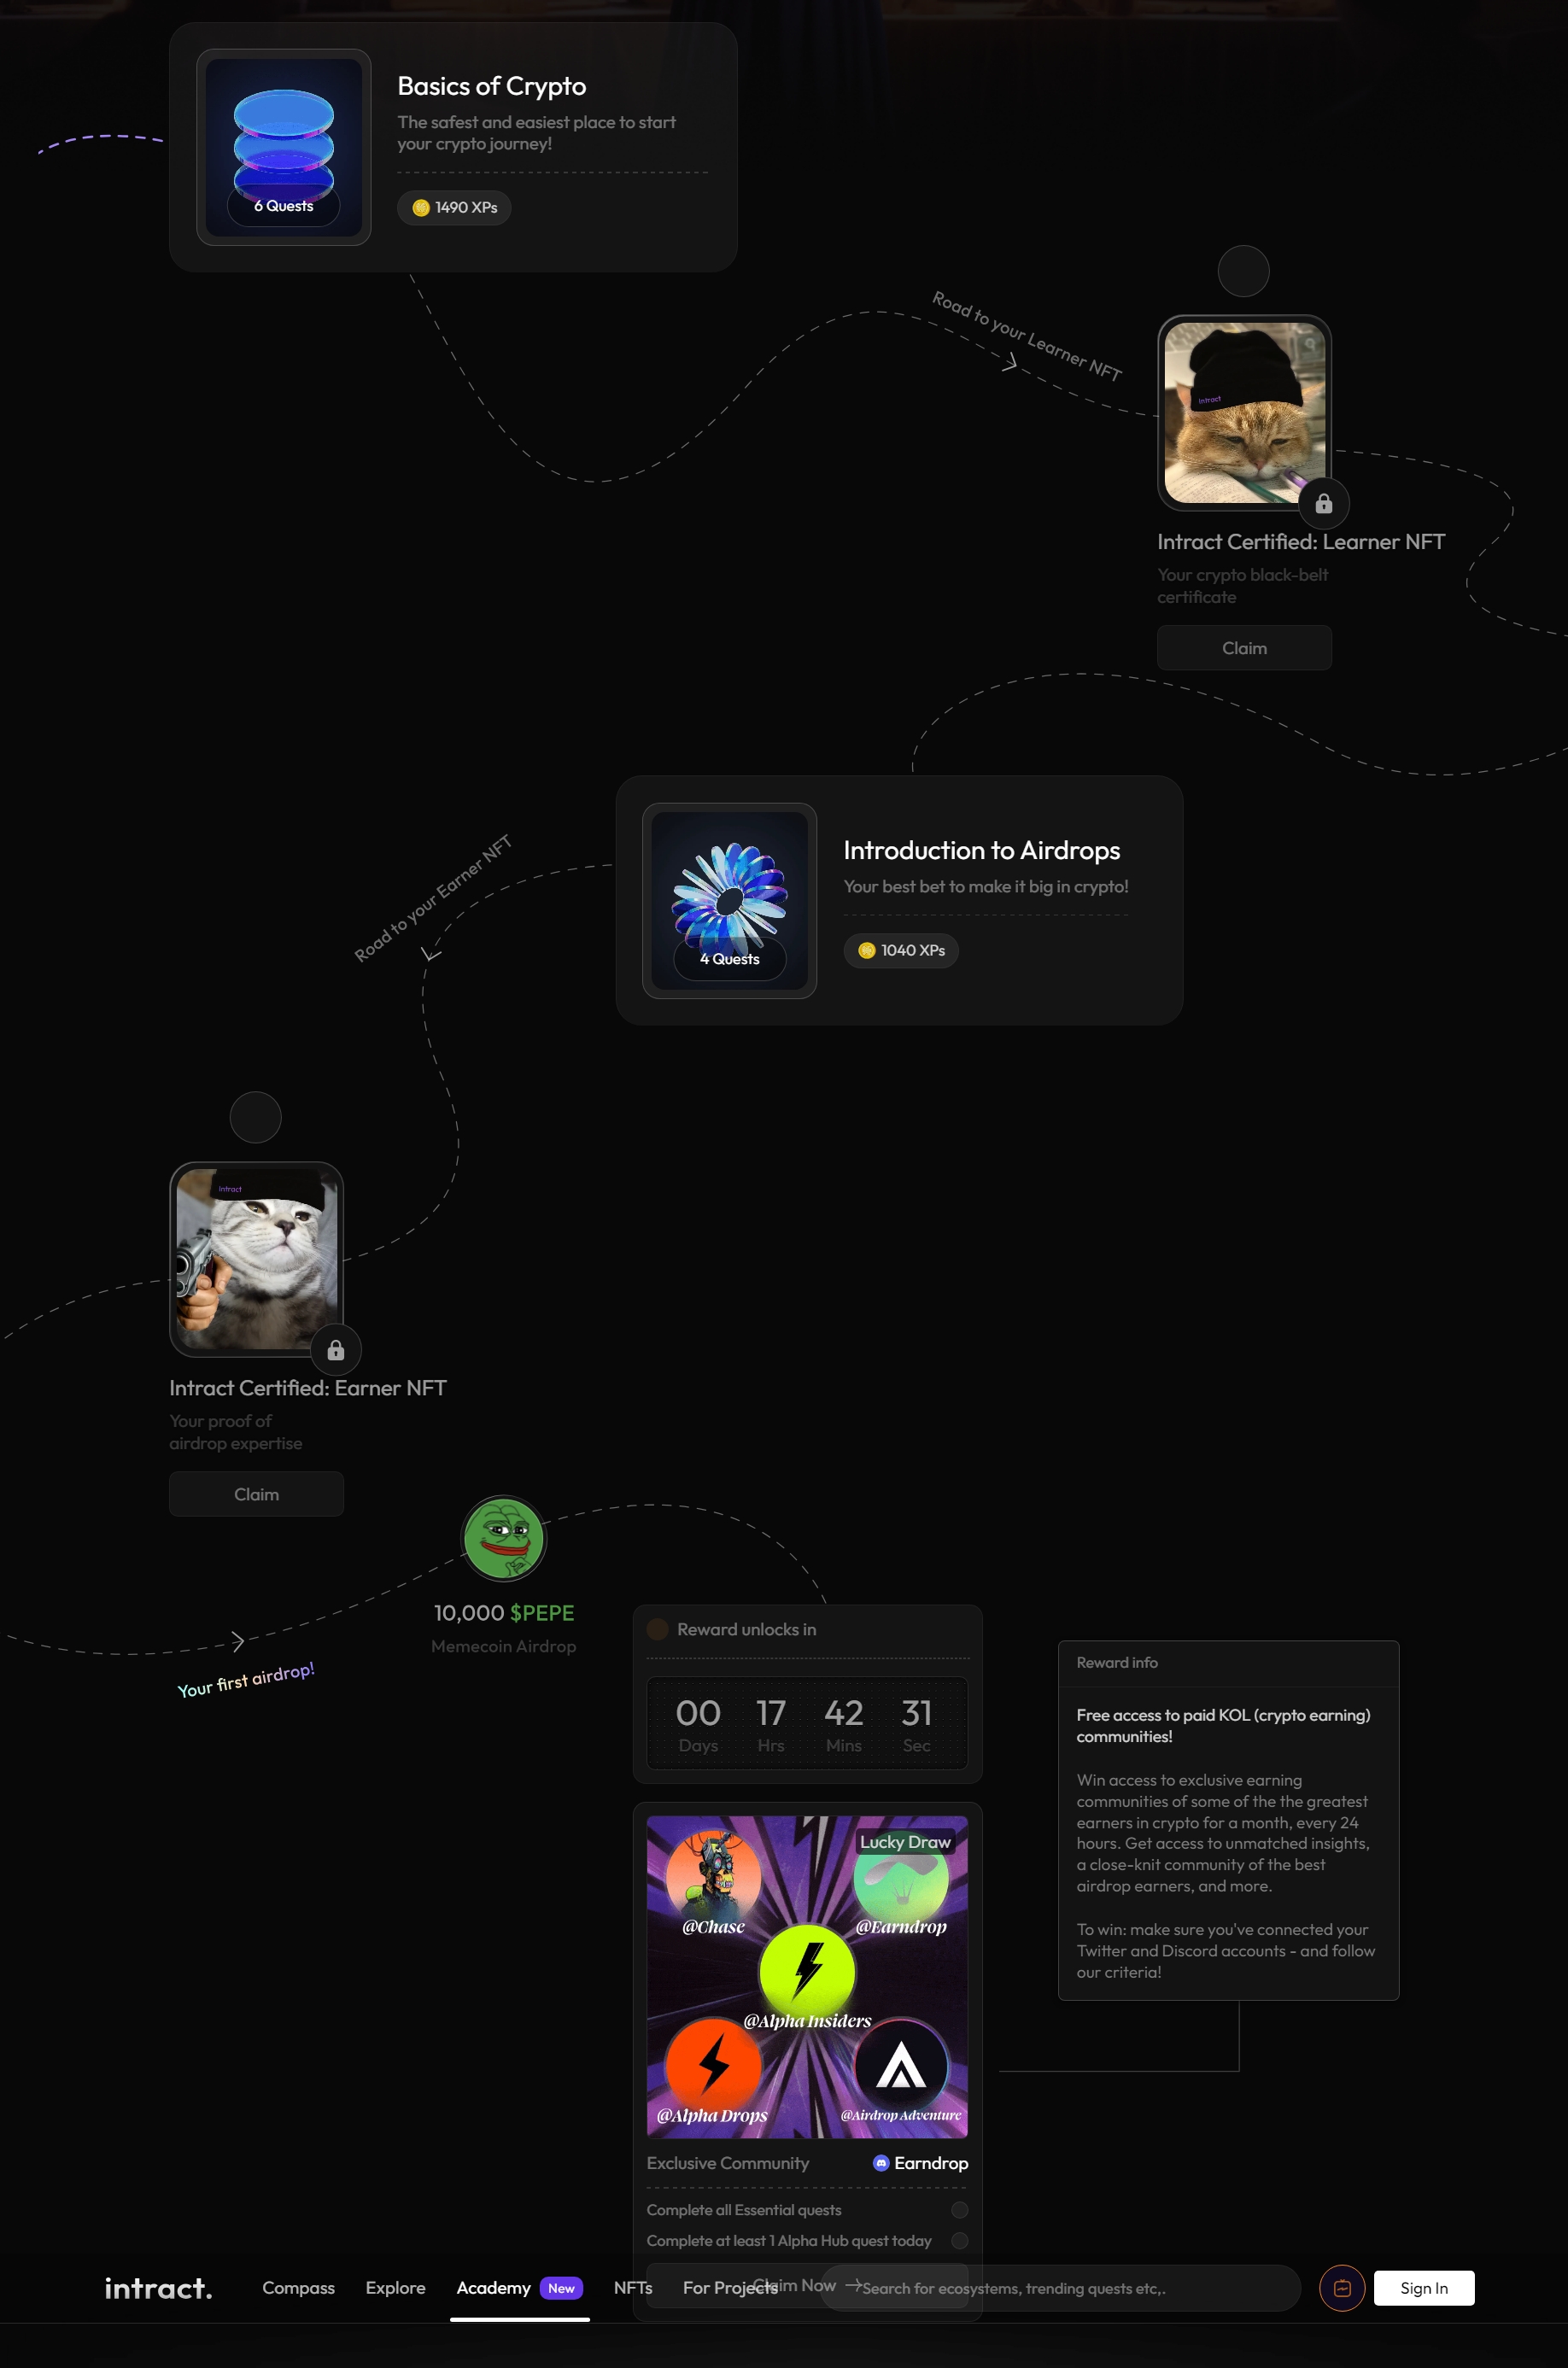 Basics of Crypto
The safest and easiest place to start
your crypto journey!
6 Quests
1490 XPs
Road to your Learner NFT
Intract
Intract Certified: Learner NFT
Your crypto black-belt
certificate
Claim
Introduction to Airdrops
Your best bet to make it big in crypto!
4 Quests
1040 XPs
Road to your Earner NFT
Intract
Intract Certified: Earner NFT
Your proof of
airdrop expertise
Claim
10,000 $PEPE
Memecoin Airdrop
Your first airdrop!
Reward unlocks in
00 17 42 31
Days Hrs Mins Sec
Reward info
Free access to paid KOL (crypto earning)
communities!
Win access to exclusive earning
communities of some of the the greatest
earners in crypto for a month, every 24
hours. Get access to unmatched insights,
a close-knit community of the best
airdrop earners, and more.
To win: make sure you've connected your
Twitter and Discord accounts - and follow
our criteria!
Lucky Draw
@Chase
@Earndrop
@Alpha Insiders
@Alpha Drops
@Airdrop Adventure
Exclusive Community
Earndrop
Complete all Essential quests
Complete at least 1 Alpha Hub quest today
Claim Now
intract.
Compass
Explore
Academy
New
NFTs
For Projects
Search for ecosystems, trending quests etc,.
Sign In